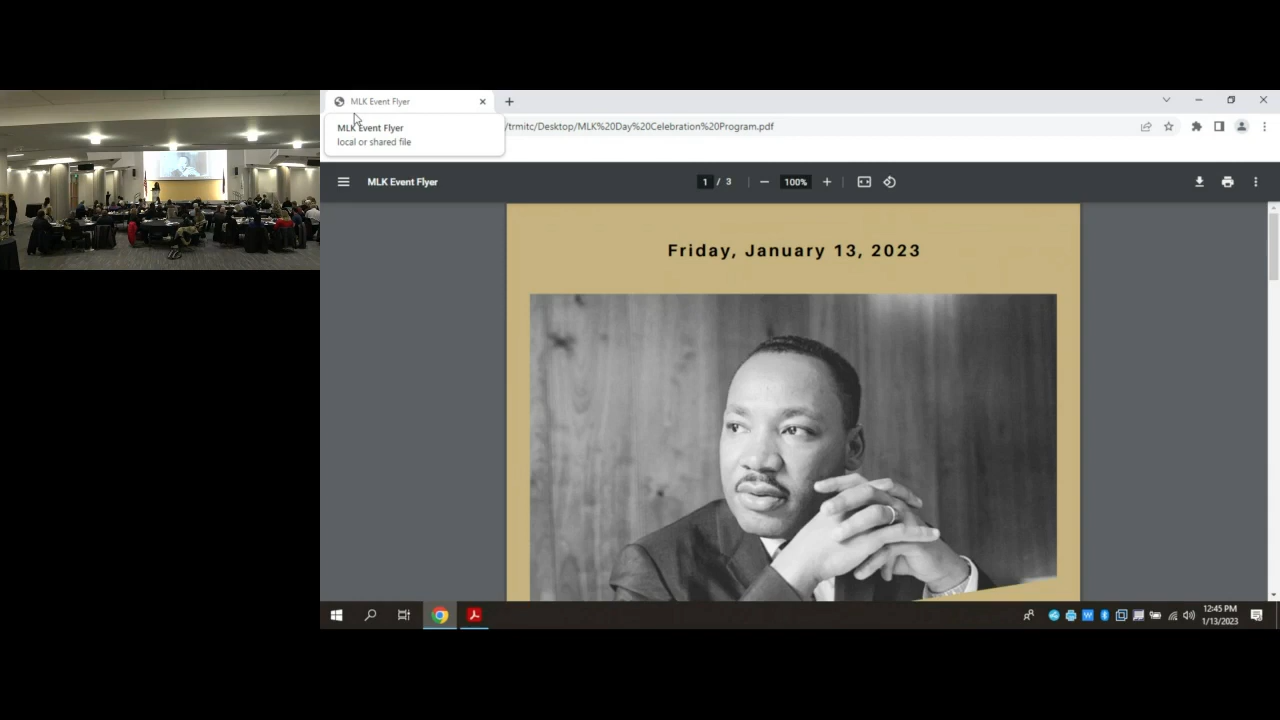 MLK Event Flyer
MLK Event Flyer
local or shared file
/trmitc/Desktop/MLK%20Day%20Celebration%20Program.pdf
MLK Event Flyer
1 / 3
100%
Friday, January 13, 2023
12:45 PM
1/13/2023